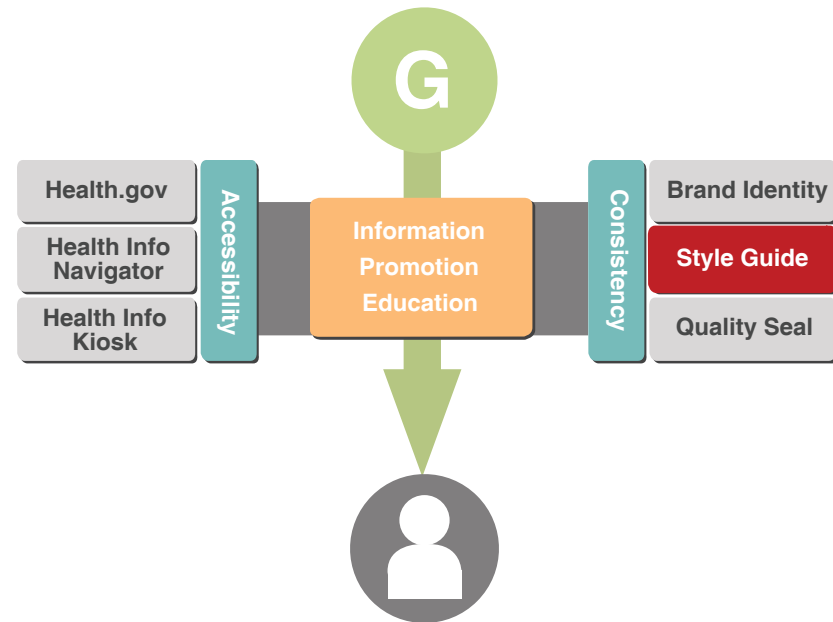 G
Health.gov
Health Info
Navigator
Health Info
Kiosk
Accessibility
Information
Promotion
Education
Consistency
Brand Identity
Style Guide
Quality Seal